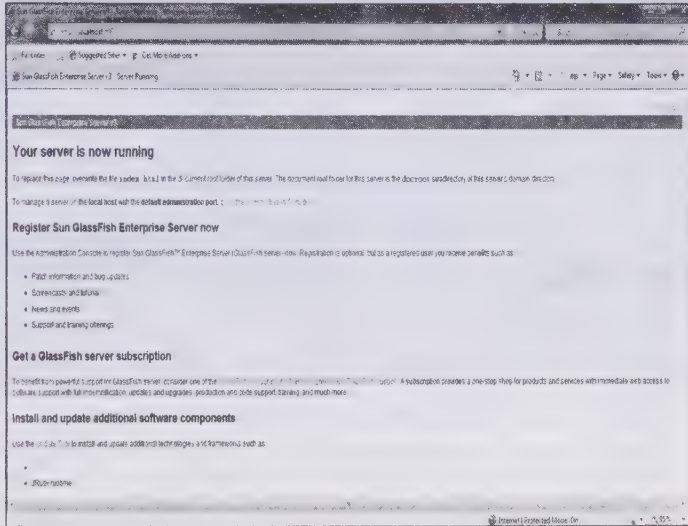 Suggested Sites Get More Add-ons
Sun GlassFish Enterprise Server v3 - Server Running
Page Safety Tools
Sun GlassFish Enterprise Server v3
Your server is now running
To replace this page, overwrite the file index.html in the document root folder of this server. The document root folder for this server is the docroot subdirectory of this server's domain directory.
To manage a server on the local host with the default administration port,
Register Sun GlassFish Enterprise Server now
Use the Administration Console to register Sun GlassFish™ Enterprise Server (GlassFish server) now. Registration is optional, but as a registered user you receive benefits such as:
Patch information and bug updates
Screencasts and tutorials
News and events
Support and training offerings
Get a GlassFish server subscription
To benefit from powerful support for GlassFish server, consider one of the A subscription provides a one-stop shop for products and services with immediate web access to
software support with full indemnification, updates and upgrades, production and code support, training, and much more.
Install and update additional software components
Use the to install and update additional technologies and frameworks such as:
JRuby runtime
Internet | Protected Mode: On